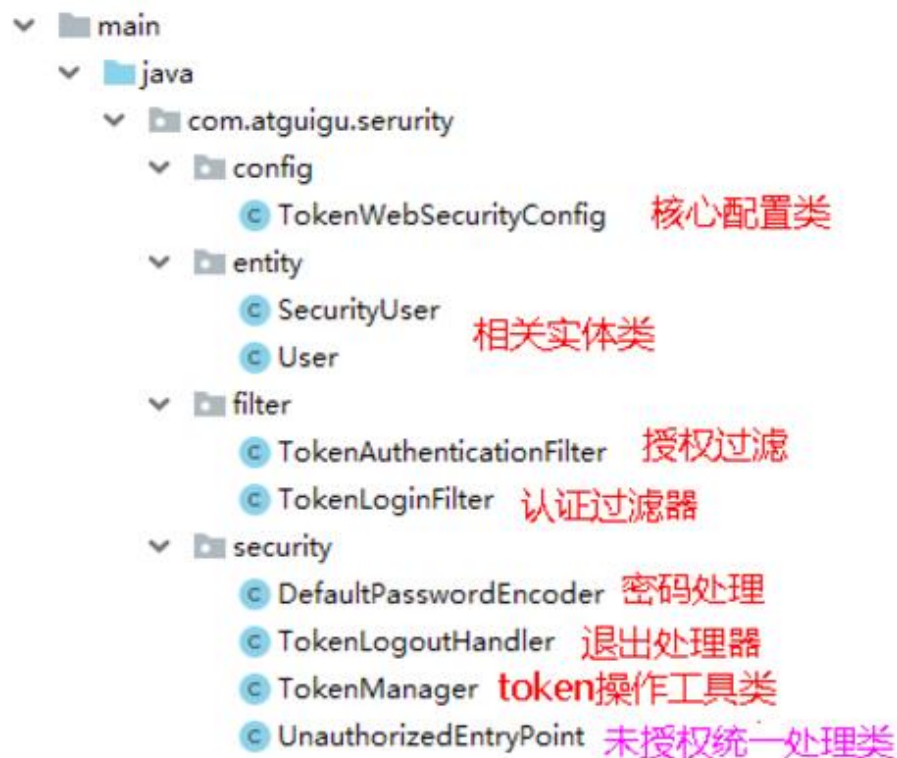 main
java
com.atguigu.serurity
config
TokenWebSecurityConfig 核心配置类
entity
SecurityUser
相关实体类
User
filter
TokenAuthenticationFilter 授权过滤
TokenLoginFilter 认证过滤器
security
DefaultPasswordEncoder 密码处理
TokenLogoutHandler 退出处理器
TokenManager token操作工具类
UnauthorizedEntryPoint 未授权统一处理类